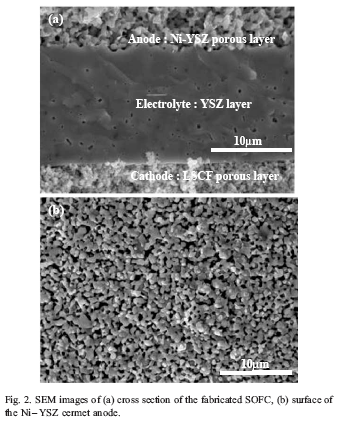 (a)
Anode : Ni-YSZ porous layer
Electrolyte : YSZ layer
10μm
Cathode : LSCF porous layer
(b)
10μm
Fig. 2. SEM images of (a) cross section of the fabricated SOFC, (b) surface of
the Ni–YSZ cermet anode.